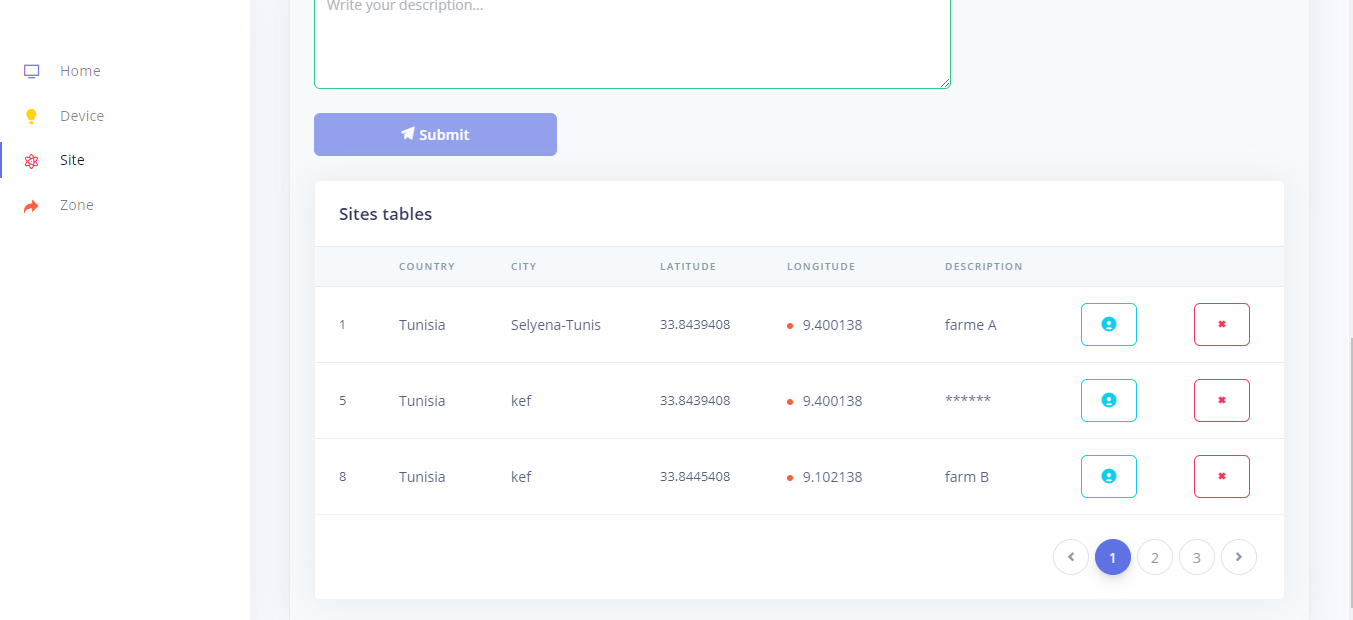 Write your description...
Home
Device
Site
Zone
Submit
Sites tables
COUNTRY CITY LATITUDE LONGITUDE DESCRIPTION
1 Tunisia Selyena-Tunis 33.8439408 9.400138 farme A
5 Tunisia kef 33.8439408 9.400138 ******
8 Tunisia kef 33.8445408 9.102138 farm B
1 2 3